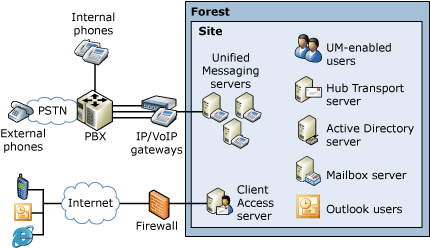 Forest
Site
Internal
phones
Unified
Messaging
servers
UM-enabled
users
PSTN
Hub Transport
server
External
phones
PBX
IP/VoIP
gateways
Active Directory
server
Mailbox server
Internet
Firewall
Client
Access
server
Outlook users